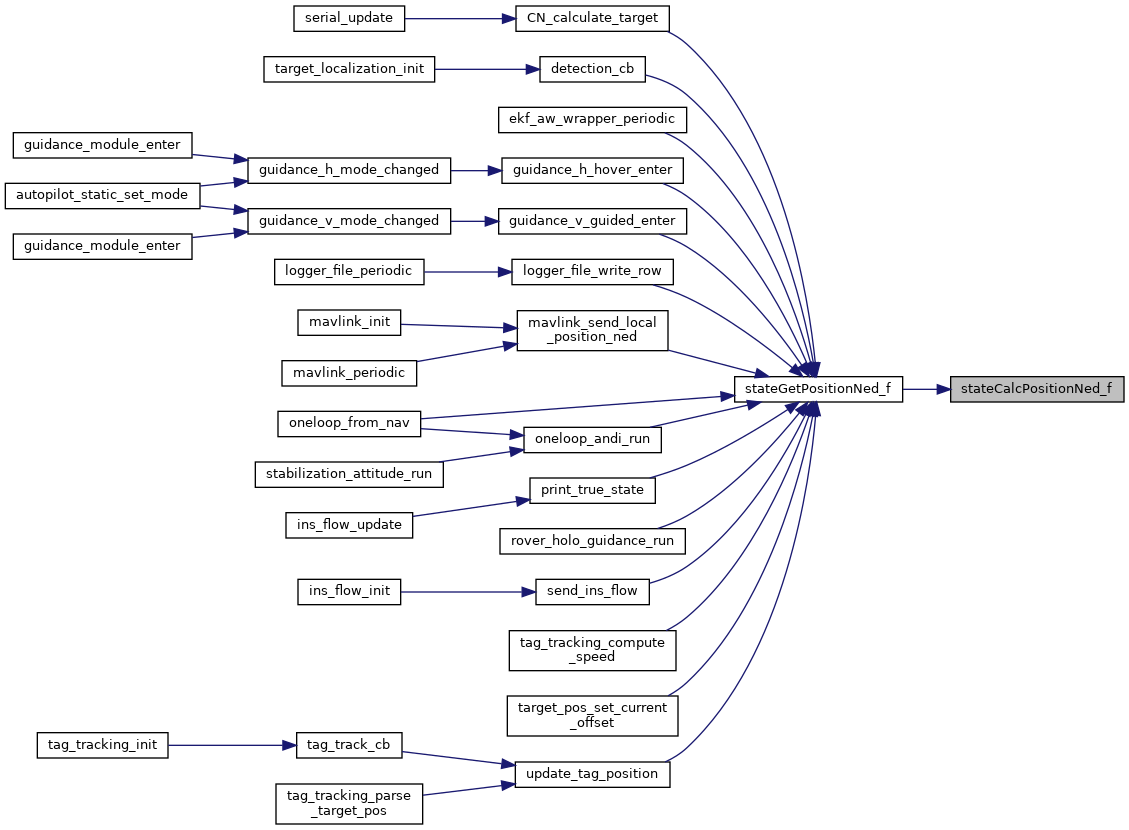 serial_update
CN_calculate_target
target_localization_init
detection_cb
ekf_aw_wrapper_periodic
guidance_module_enter
guidance_h_mode_changed
guidance_h_hover_enter
autopilot_static_set_mode
guidance_v_mode_changed
guidance_v_guided_enter
guidance_module_enter
logger_file_periodic
logger_file_write_row
mavlink_init
mavlink_send_local
_position_ned
mavlink_periodic
stateGetPositionNed_f
stateCalcPositionNed_f
oneloop_from_nav
oneloop_andi_run
stabilization_attitude_run
print_true_state
ins_flow_update
rover_holo_guidance_run
ins_flow_init
send_ins_flow
tag_tracking_compute
_speed
target_pos_set_current
_offset
tag_tracking_init
tag_track_cb
update_tag_position
tag_tracking_parse
_target_pos